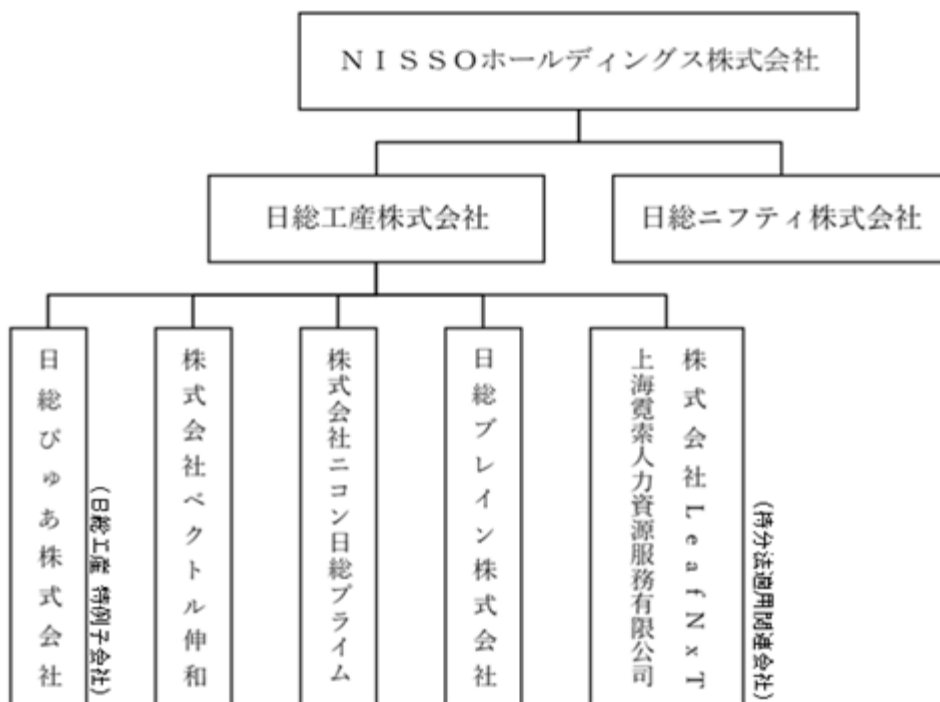 ＮＩＳＳＯホールディングス株式会社
日総工産株式会社
日総ニフティ株式会社
日総ぴゅあ株式会社
(日総工産 特例子会社)
株式会社ベクトル伸和
株式会社ニコン日総プライム
日総ブレイン株式会社
株式会社ＬｅａｆＮｘＴ
上海霓索人力資源服務有限公司
(持分法適用関連会社)